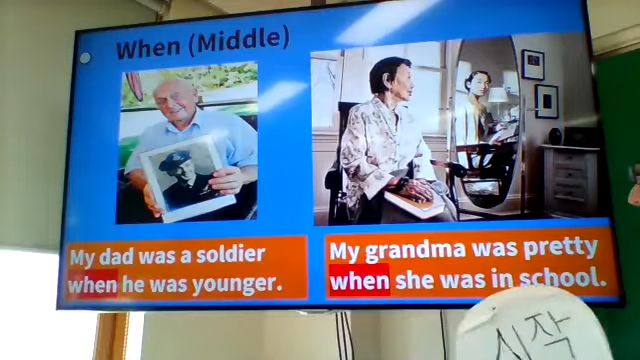 When (Middle)
My dad was a soldier
when he was younger.
My grandma was pretty
when she was in school.
시작